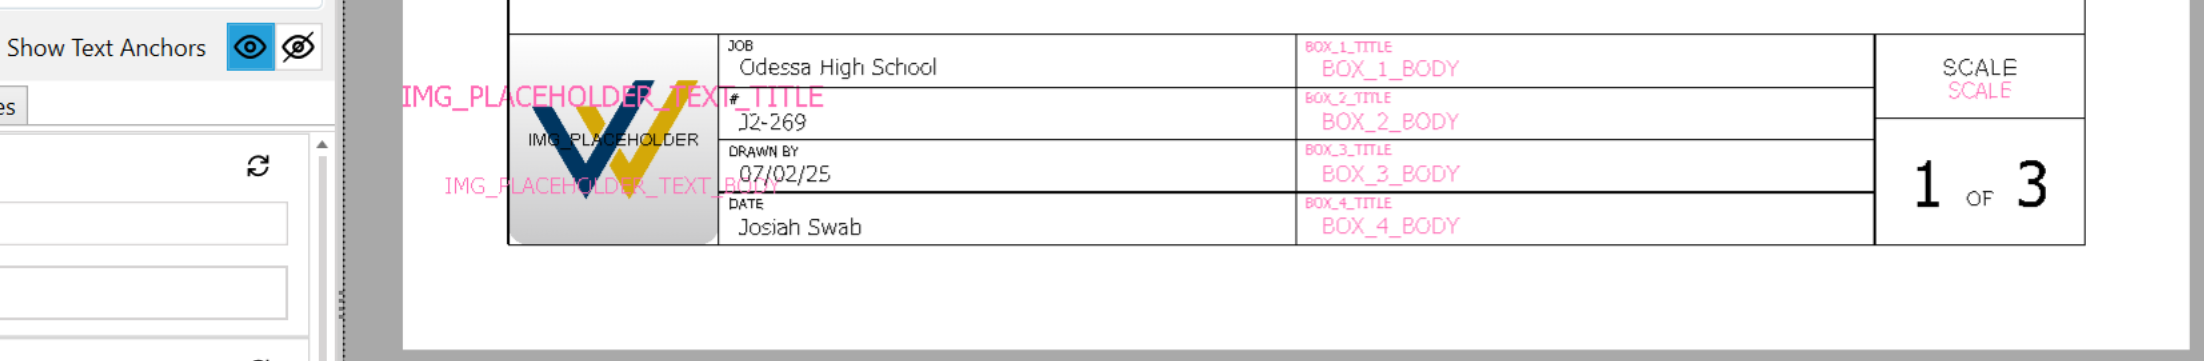 Show Text Anchors
es
IMG_PLACEHOLDER_TEXT_TITLE
IMG_PLACEHOLDER
IMG_PLACEHOLDER_TEXT_BODY
JOB
Odessa High School
#
J2-269
DRAWN BY
07/02/25
DATE
Josiah Swab
BOX_1_TITLE
BOX_1_BODY
BOX_2_TITLE
BOX_2_BODY
BOX_3_TITLE
BOX_3_BODY
BOX_4_TITLE
BOX_4_BODY
SCALE
SCALE
1 OF 3